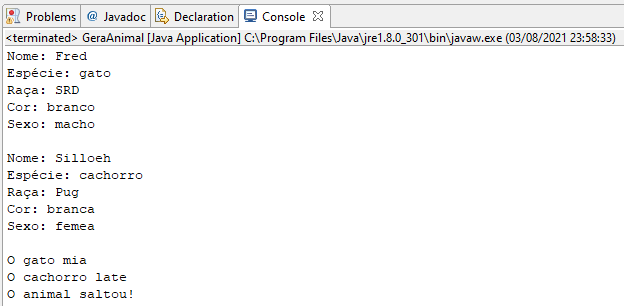 Problems @ Javadoc Declaration Console
<terminated> GeraAnimal [Java Application] C:\Program Files\Java\jre1.8.0_301\bin\javaw.exe (03/08/2021 23:58:33)
Nome: Fred
Espécie: gato
Raça: SRD
Cor: branco
Sexo: macho
Nome: Silloeh
Espécie: cachorro
Raça: Pug
Cor: branca
Sexo: femea
O gato mia
O cachorro late
O animal saltou!